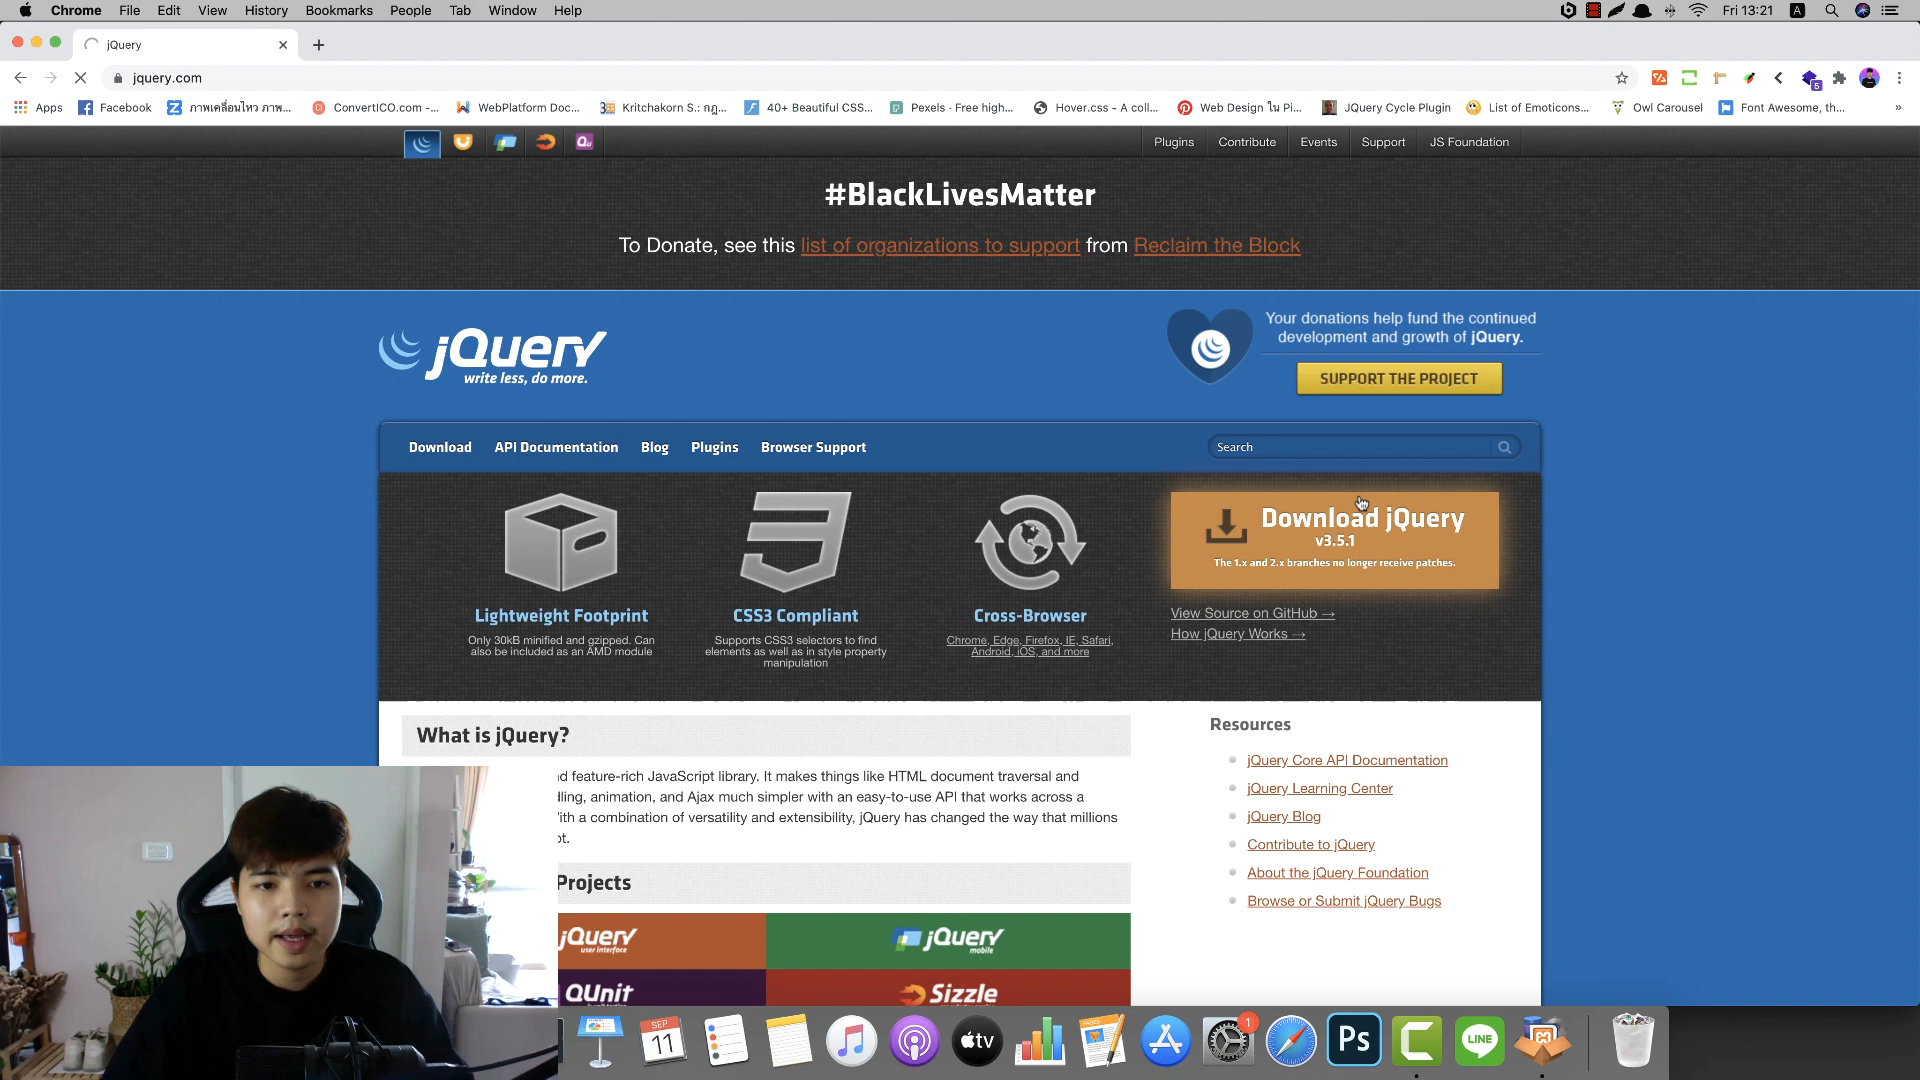 Chrome File Edit View History Bookmarks People Tab Window Help
Fri 13:21 A
jQuery
jquery.com
5
Apps Facebook ภาพเคลื่อนไหว ภาพ... ConvertICO.com -... WebPlatform Doc... Kritchakorn S.: กฎ... 40+ Beautiful CSS... Pexels · Free high... Hover.css - A coll... Web Design ใน Pi... JQuery Cycle Plugin List of Emoticons... Owl Carousel Font Awesome, th... »
Plugins Contribute Events Support JS Foundation
#BlackLivesMatter
To Donate, see this list of organizations to support from Reclaim the Block
jQuery
write less, do more.
Your donations help fund the continued
development and growth of jQuery.
SUPPORT THE PROJECT
Download API Documentation Blog Plugins Browser Support
Search
Download jQuery
v3.5.1
The 1.x and 2.x branches no longer receive patches.
View Source on GitHub →
How jQuery Works →
Lightweight Footprint
Only 30kB minified and gzipped. Can
also be included as an AMD module
CSS3 Compliant
Supports CSS3 selectors to find
elements as well as in style property
manipulation
Cross-Browser
Chrome, Edge, Firefox, IE, Safari,
Android, iOS, and more
What is jQuery?
d feature-rich JavaScript library. It makes things like HTML document traversal and
lling, animation, and Ajax much simpler with an easy-to-use API that works across a
ith a combination of versatility and extensibility, jQuery has changed the way that millions
pt.
Projects
jQuery
user interface
jQuery
mobile
QUnit
Sizzle
Resources
jQuery Core API Documentation
jQuery Learning Center
jQuery Blog
Contribute to jQuery
About the jQuery Foundation
Browse or Submit jQuery Bugs
SEP
11
tv
PAGES
1
Ps
C
LINE